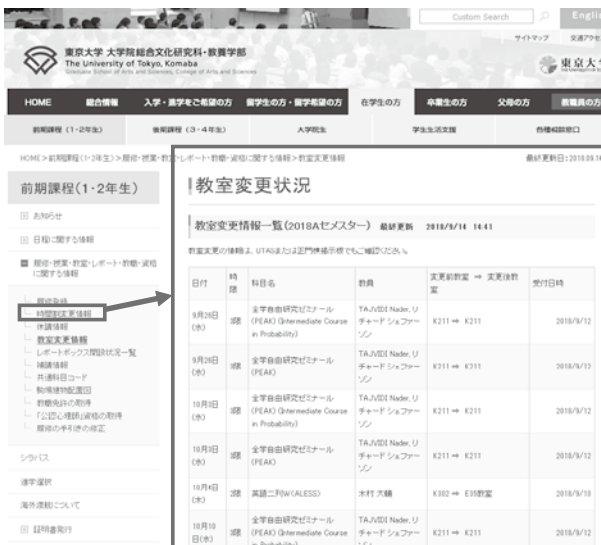 Custom Search
Engli
サイトマップ 交通アクセ
東京大学 大学院総合文化研究科・教養学部
The University of Tokyo, Komaba
Graduate School of Arts and Sciences, College of Arts and Sciences
東京大
HOME 総合情報 入学・進学をご希望の方 留学生の方・留学希望の方 在学生の方 卒業生の方 父母の方 教職員の方
前期課程(1・2年生) 後期課程(3・4年生) 大学院生 学生生活支援 各種相談窓口
HOME>前期課程(1・2年生)>履修・授業・教室・レポート・教職・資格に関する情報>教室変更情報
最終更新日:2018.09.14
前期課程(1・2年生)
お知らせ
日程に関する情報
履修・授業・教室・レポート・教職・資格
に関する情報
履修登録
時間割変更情報
休講情報
教室変更情報
レポートボックス開設状況一覧
補講情報
共通科目コード
駒場建物配置図
教職免許の取得
「公認心理師」資格の取得
履修の手引きの修正
シラバス
進学選択
海外渡航について
証明書発行
教室変更状況
教室変更情報一覧(2018Aセメスター) 最終更新 2018/9/14 14:41
教室変更の情報は、UTASまたは正門横掲示板でもご確認ください。
日付 時限 科目名 教員 変更前教室 ⇒ 変更後教室 受付日時
9月26日(水) 3限 全学自由研究ゼミナール(PEAK) (Intermediate Course in Probability) TAJVIDI Nader, リチャード シェファーソン K211 ⇒ K211 2018/9/12
9月26日(水) 3限 全学自由研究ゼミナール(PEAK) TAJVIDI Nader, リチャード シェファーソン K311 ⇒ K211 2018/9/12
10月3日(水) 3限 全学自由研究ゼミナール(PEAK) (Intermediate Course in Probability) TAJVIDI Nader, リチャード シェファーソン K211 ⇒ K211 2018/9/12
10月3日(水) 3限 全学自由研究ゼミナール(PEAK) TAJVIDI Nader, リチャード シェファーソン K211 ⇒ K211 2018/9/12
10月4日(木) 2限 英語二列W(ALESS) 木村 大輔 K302 ⇒ E35教室 2018/9/10
10月10日(水) 3限 全学自由研究ゼミナール(PEAK) (Intermediate Course in Probability) TAJVIDI Nader, リチャード シェファー K211 ⇒ K211 2018/9/12